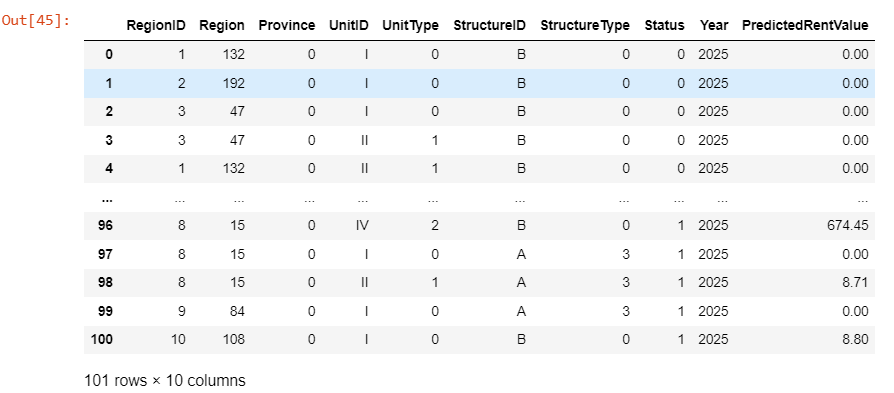 Out[45]:
RegionID Region Province UnitID UnitType StructureID StructureType Status Year PredictedRentValue
0 1 132 0 I 0 B 0 0 2025 0.00
1 2 192 0 I 0 B 0 0 2025 0.00
2 3 47 0 I 0 B 0 0 2025 0.00
3 3 47 0 II 1 B 0 0 2025 0.00
4 1 132 0 II 1 B 0 0 2025 0.00
... ... ... ... ... ... ... ... ... ... ...
96 8 15 0 IV 2 B 0 1 2025 674.45
97 8 15 0 I 0 A 3 1 2025 0.00
98 8 15 0 II 1 A 3 1 2025 8.71
99 9 84 0 I 0 A 3 1 2025 0.00
100 10 108 0 I 0 B 0 1 2025 8.80
101 rows × 10 columns